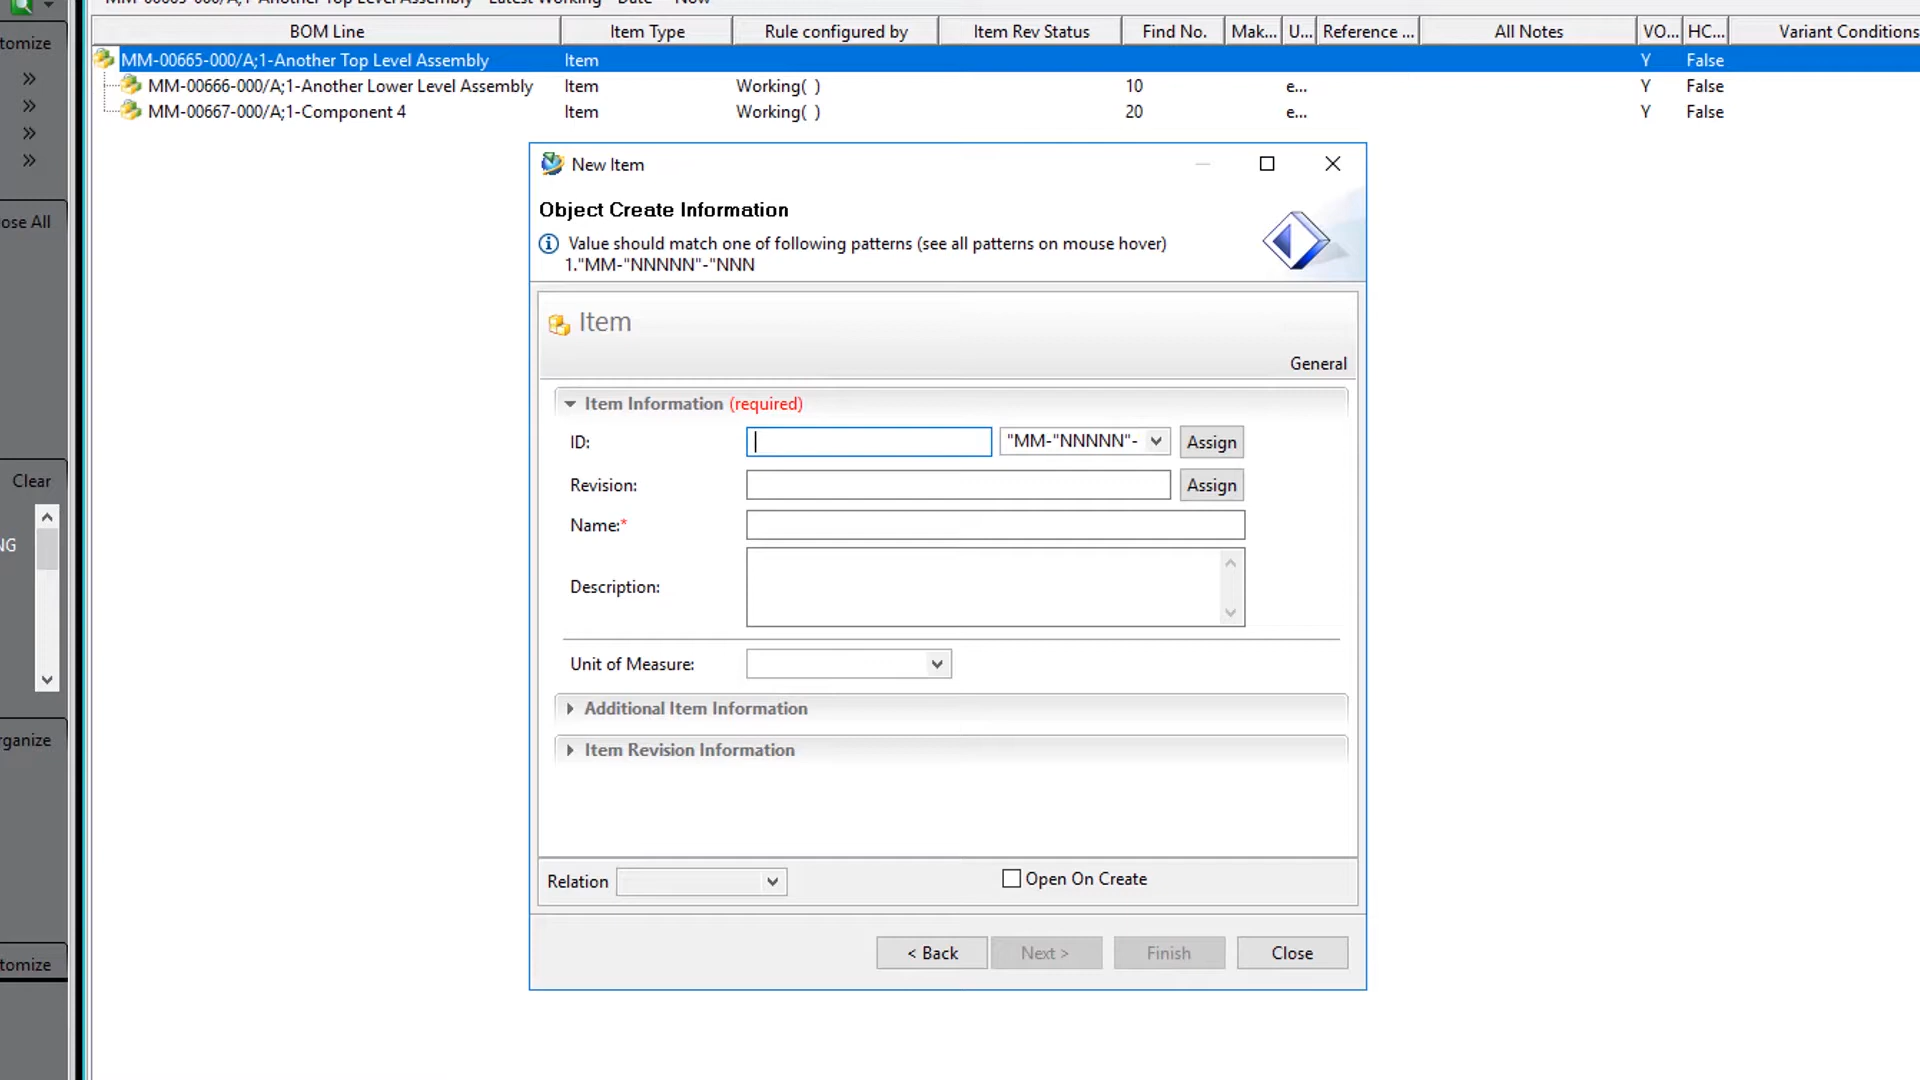 BOM Line Item Type Rule configured by Item Rev Status Find No. Mak... U... Reference ... All Notes VO... HC... Variant Conditions
MM-00665-000/A;1-Another Top Level Assembly Item Y False
MM-00666-000/A;1-Another Lower Level Assembly Item Working( ) 10 e... Y False
MM-00667-000/A;1-Component 4 Item Working( ) 20 e... Y False
tomize
ose All
Clear
NG
rganize
tomize
New Item
Object Create Information
Value should match one of following patterns (see all patterns on mouse hover)
1."MM-"NNNNN"-"NNN
Item
General
Item Information (required)
ID: "MM-"NNNNN"- Assign
Revision: Assign
Name:*
Description:
Unit of Measure:
Additional Item Information
Item Revision Information
Relation Open On Create
< Back Next > Finish Close